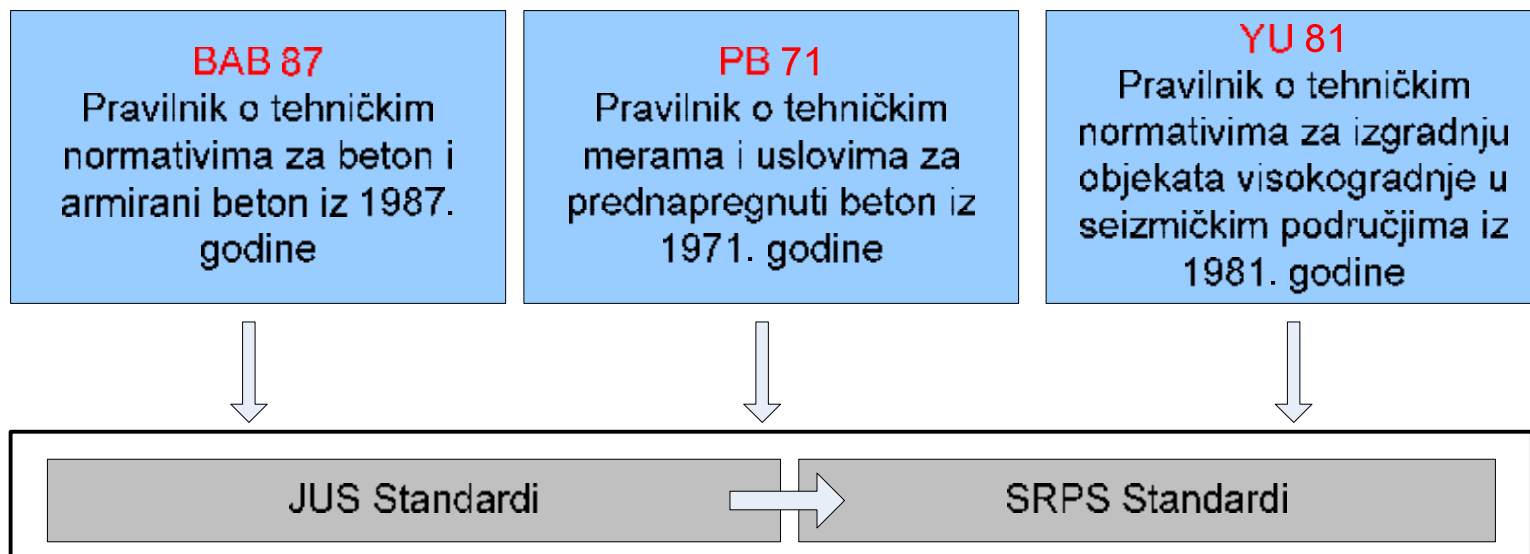 BAB 87
Pravilnik o tehničkim
normativima za beton i
armirani beton iz 1987.
godine
PB 71
Pravilnik o tehničkim
merama i uslovima za
prednapregnuti beton iz
1971. godine
YU 81
Pravilnik o tehničkim
normativima za izgradnju
objekata visokogradnje u
seizmičkim područjima iz
1981. godine
JUS Standardi
SRPS Standardi